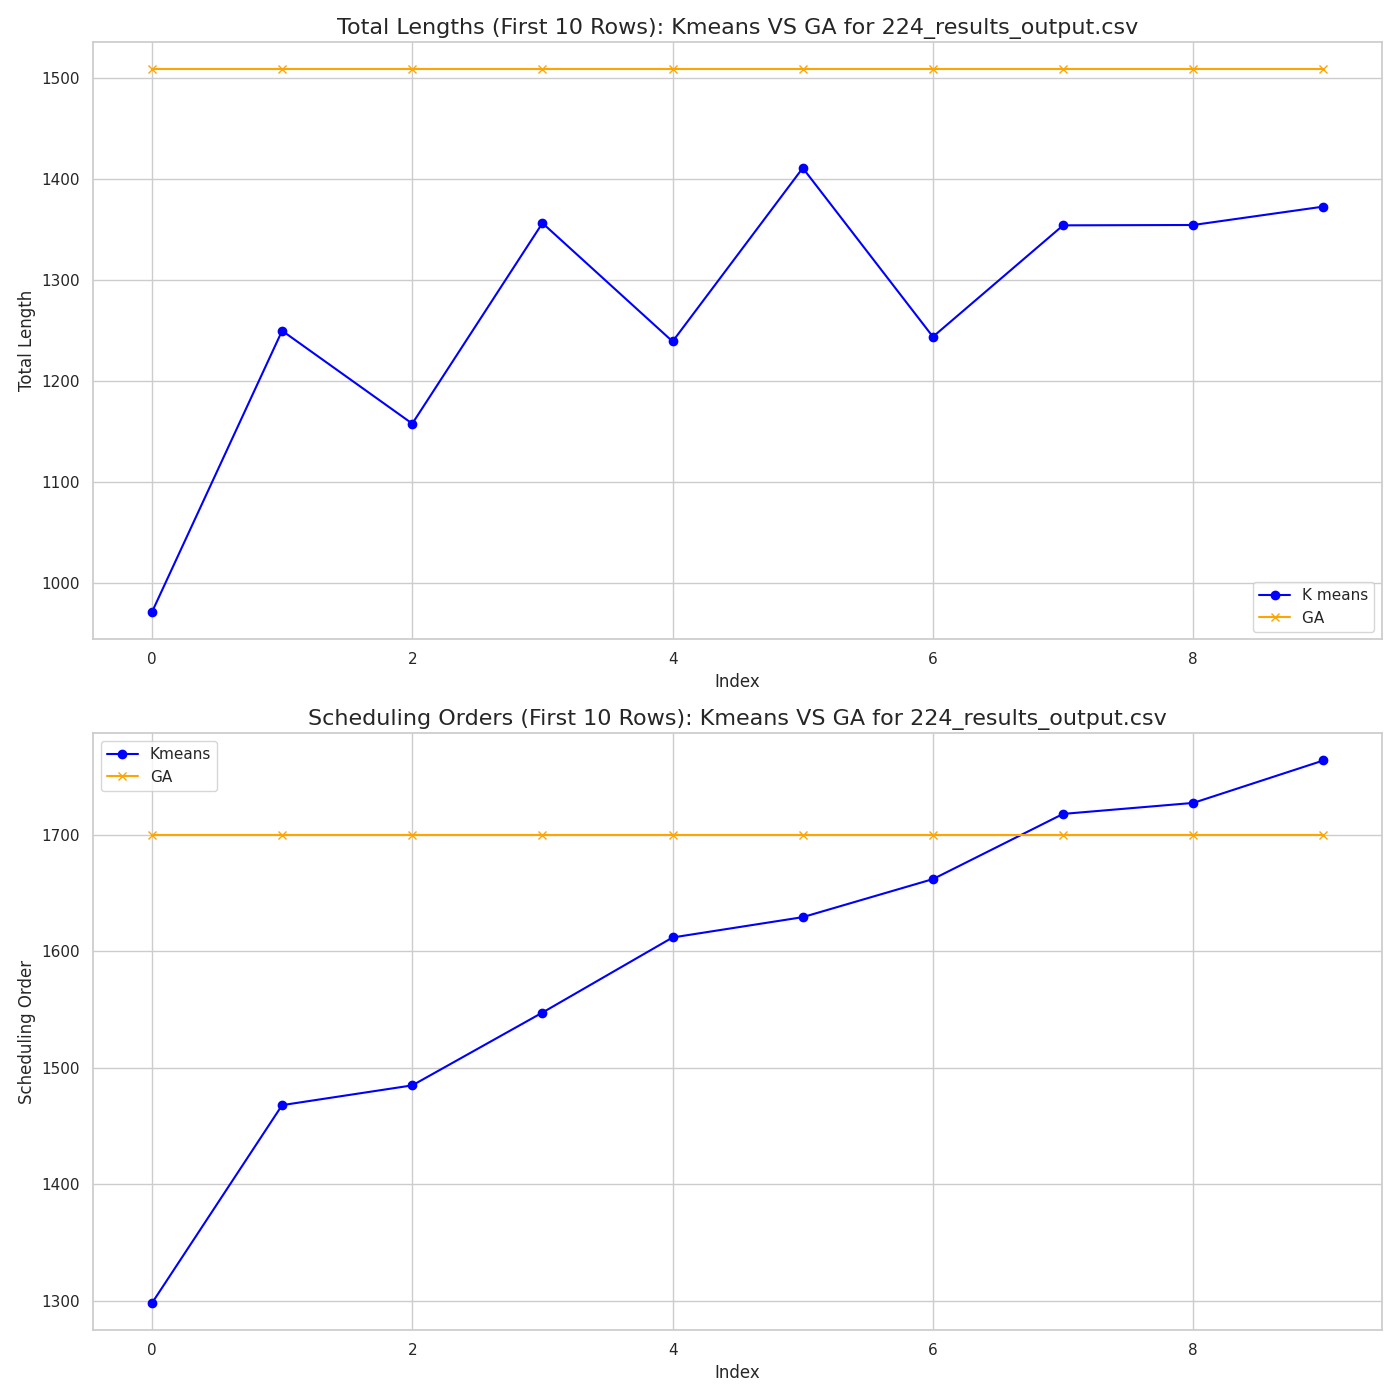 Total Lengths (First 10 Rows): Kmeans VS GA for 224_results_output.csv
1500
1400
1300
1200
1100
1000
Total Length
K means
GA
0 2 4 6 8
Index
Scheduling Orders (First 10 Rows): Kmeans VS GA for 224_results_output.csv
Kmeans
GA
1700
1600
1500
1400
1300
Scheduling Order
0 2 4 6 8
Index